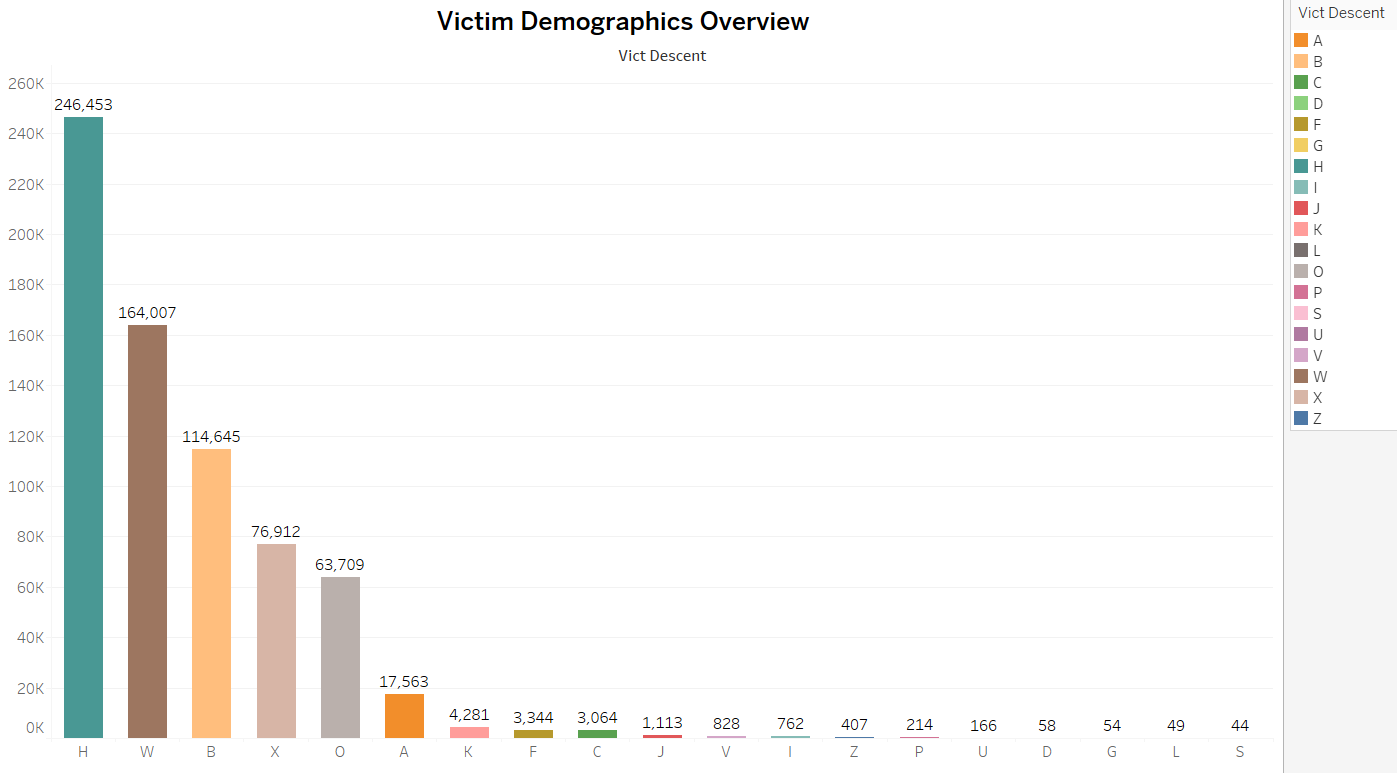 Victim Demographics Overview
Vict Descent
260K
240K
220K
200K
180K
160K
140K
120K
100K
80K
60K
40K
20K
0K
246,453
164,007
114,645
76,912
63,709
17,563
4,281
3,344
3,064
1,113
828
762
407
214
166
58
54
49
44
H W B X O A K F C J V I Z P U D G L S
Vict Descent
A
B
C
D
F
G
H
I
J
K
L
O
P
S
U
V
W
X
Z